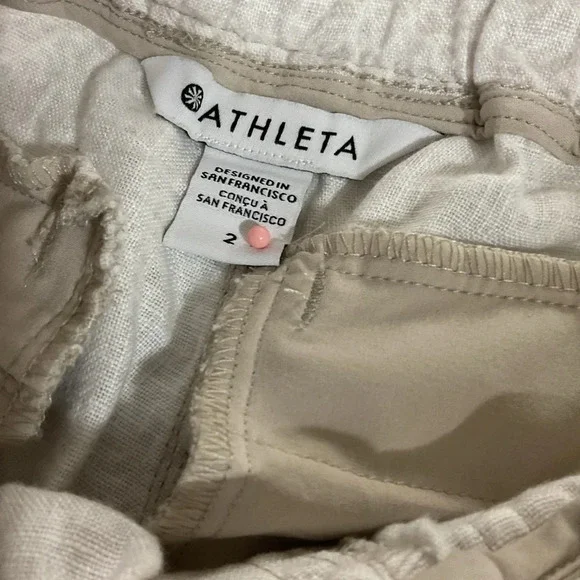 ATHLETA
DESIGNED IN
SAN FRANCISCO
CONÇU À
SAN FRANCISCO
2